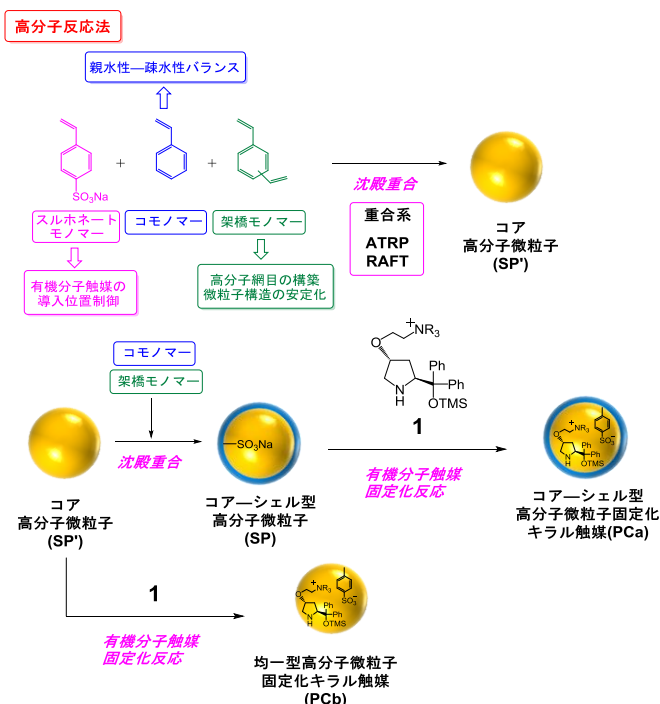 高分子反応法
親水性―疎水性バランス
+
+
SO3Na
スルホネート
モノマー
コモノマー
架橋モノマー
沈殿重合
重合系
ATRP
RAFT
コア
高分子微粒子
(SP')
有機分子触媒の
導入位置制御
高分子網目の構築
微粒子構造の安定化
+
NR3
O
Ph
Ph
N
H
OTMS
1
コモノマー
架橋モノマー
沈殿重合
コア
高分子微粒子
(SP')
SO3Na
コア―シェル型
高分子微粒子
(SP)
有機分子触媒
固定化反応
+
NR3
O
SO3−
Ph
Ph
N
H
OTMS
コア―シェル型
高分子微粒子固定化
キラル触媒(PCa)
1
有機分子触媒
固定化反応
+
NR3
O
SO3−
Ph
Ph
N
H
OTMS
均一型高分子微粒子
固定化キラル触媒
(PCb)